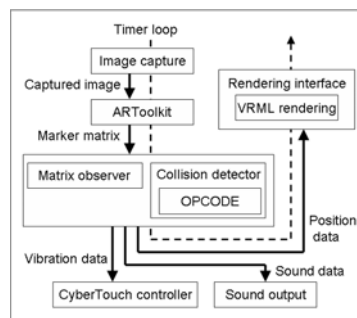 Timer loop
Image capture
Captured image
ARToolkit
Marker matrix
Rendering interface
VRML rendering
Matrix observer
Collision detector
OPCODE
Position
data
Vibration data
Sound data
CyberTouch controller
Sound output